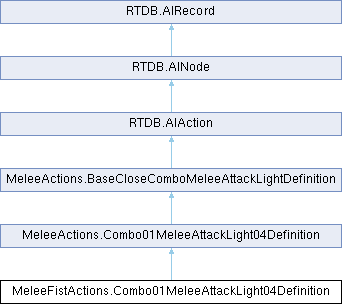 RTDB.AIRecord
RTDB.AINode
RTDB.AIAction
MeleeActions.BaseCloseComboMeleeAttackLightDefinition
MeleeActions.Combo01MeleeAttackLight04Definition
MeleeFistActions.Combo01MeleeAttackLight04Definition